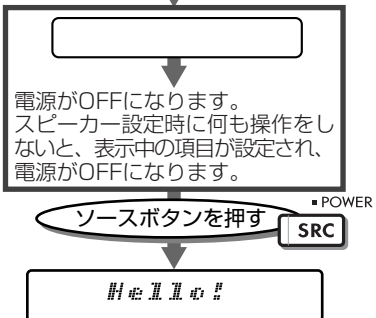 電源がOFFになります。
スピーカー設定時に何も操作をし
ないと、表示中の項目が設定され、
電源がOFFになります。
ソースボタンを押す
■ POWER
SRC
Hello!